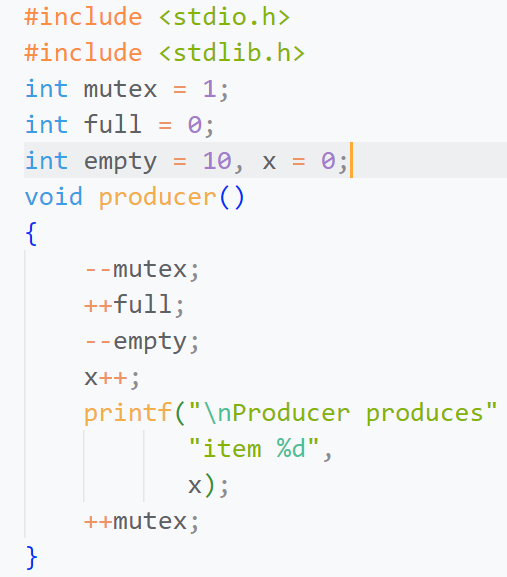 #include <stdio.h>
#include <stdlib.h>
int mutex = 1;
int full = 0;
int empty = 10, x = 0;
void producer()
{
    --mutex;
    ++full;
    --empty;
    x++;
    printf("\nProducer produces"
           "item %d",
           x);
    ++mutex;
}